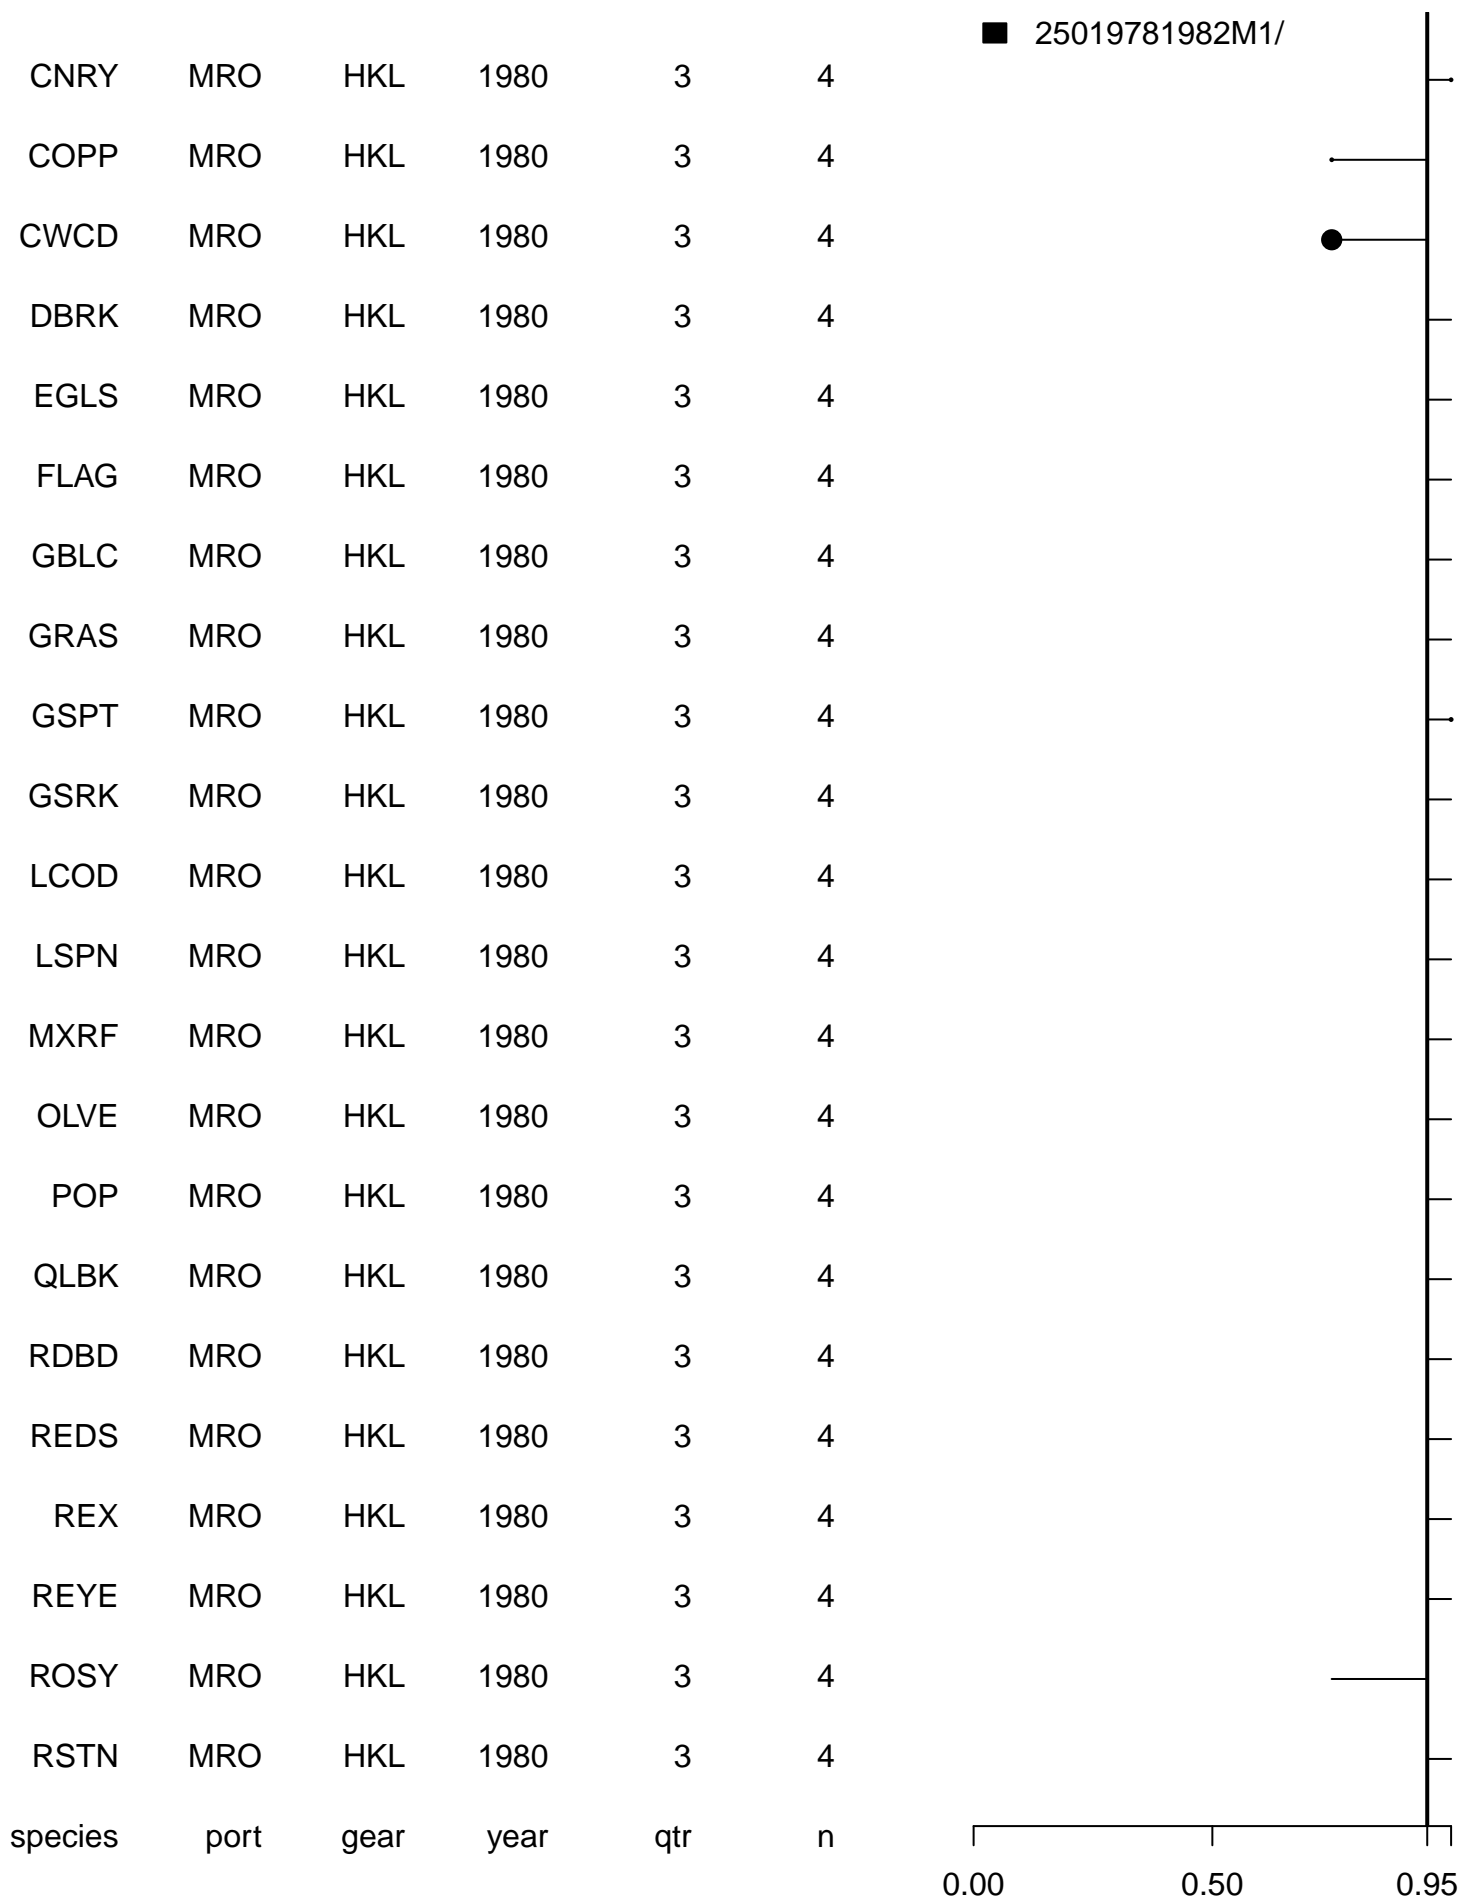 25019781982M1/
CNRY MRO HKL 1980 3 4
COPP MRO HKL 1980 3 4
CWCD MRO HKL 1980 3 4
DBRK MRO HKL 1980 3 4
EGLS MRO HKL 1980 3 4
FLAG MRO HKL 1980 3 4
GBLC MRO HKL 1980 3 4
GRAS MRO HKL 1980 3 4
GSPT MRO HKL 1980 3 4
GSRK MRO HKL 1980 3 4
LCOD MRO HKL 1980 3 4
LSPN MRO HKL 1980 3 4
MXRF MRO HKL 1980 3 4
OLVE MRO HKL 1980 3 4
POP MRO HKL 1980 3 4
QLBK MRO HKL 1980 3 4
RDBD MRO HKL 1980 3 4
REDS MRO HKL 1980 3 4
REX MRO HKL 1980 3 4
REYE MRO HKL 1980 3 4
ROSY MRO HKL 1980 3 4
RSTN MRO HKL 1980 3 4
species port gear year qtr n
0.00 0.50 0.95